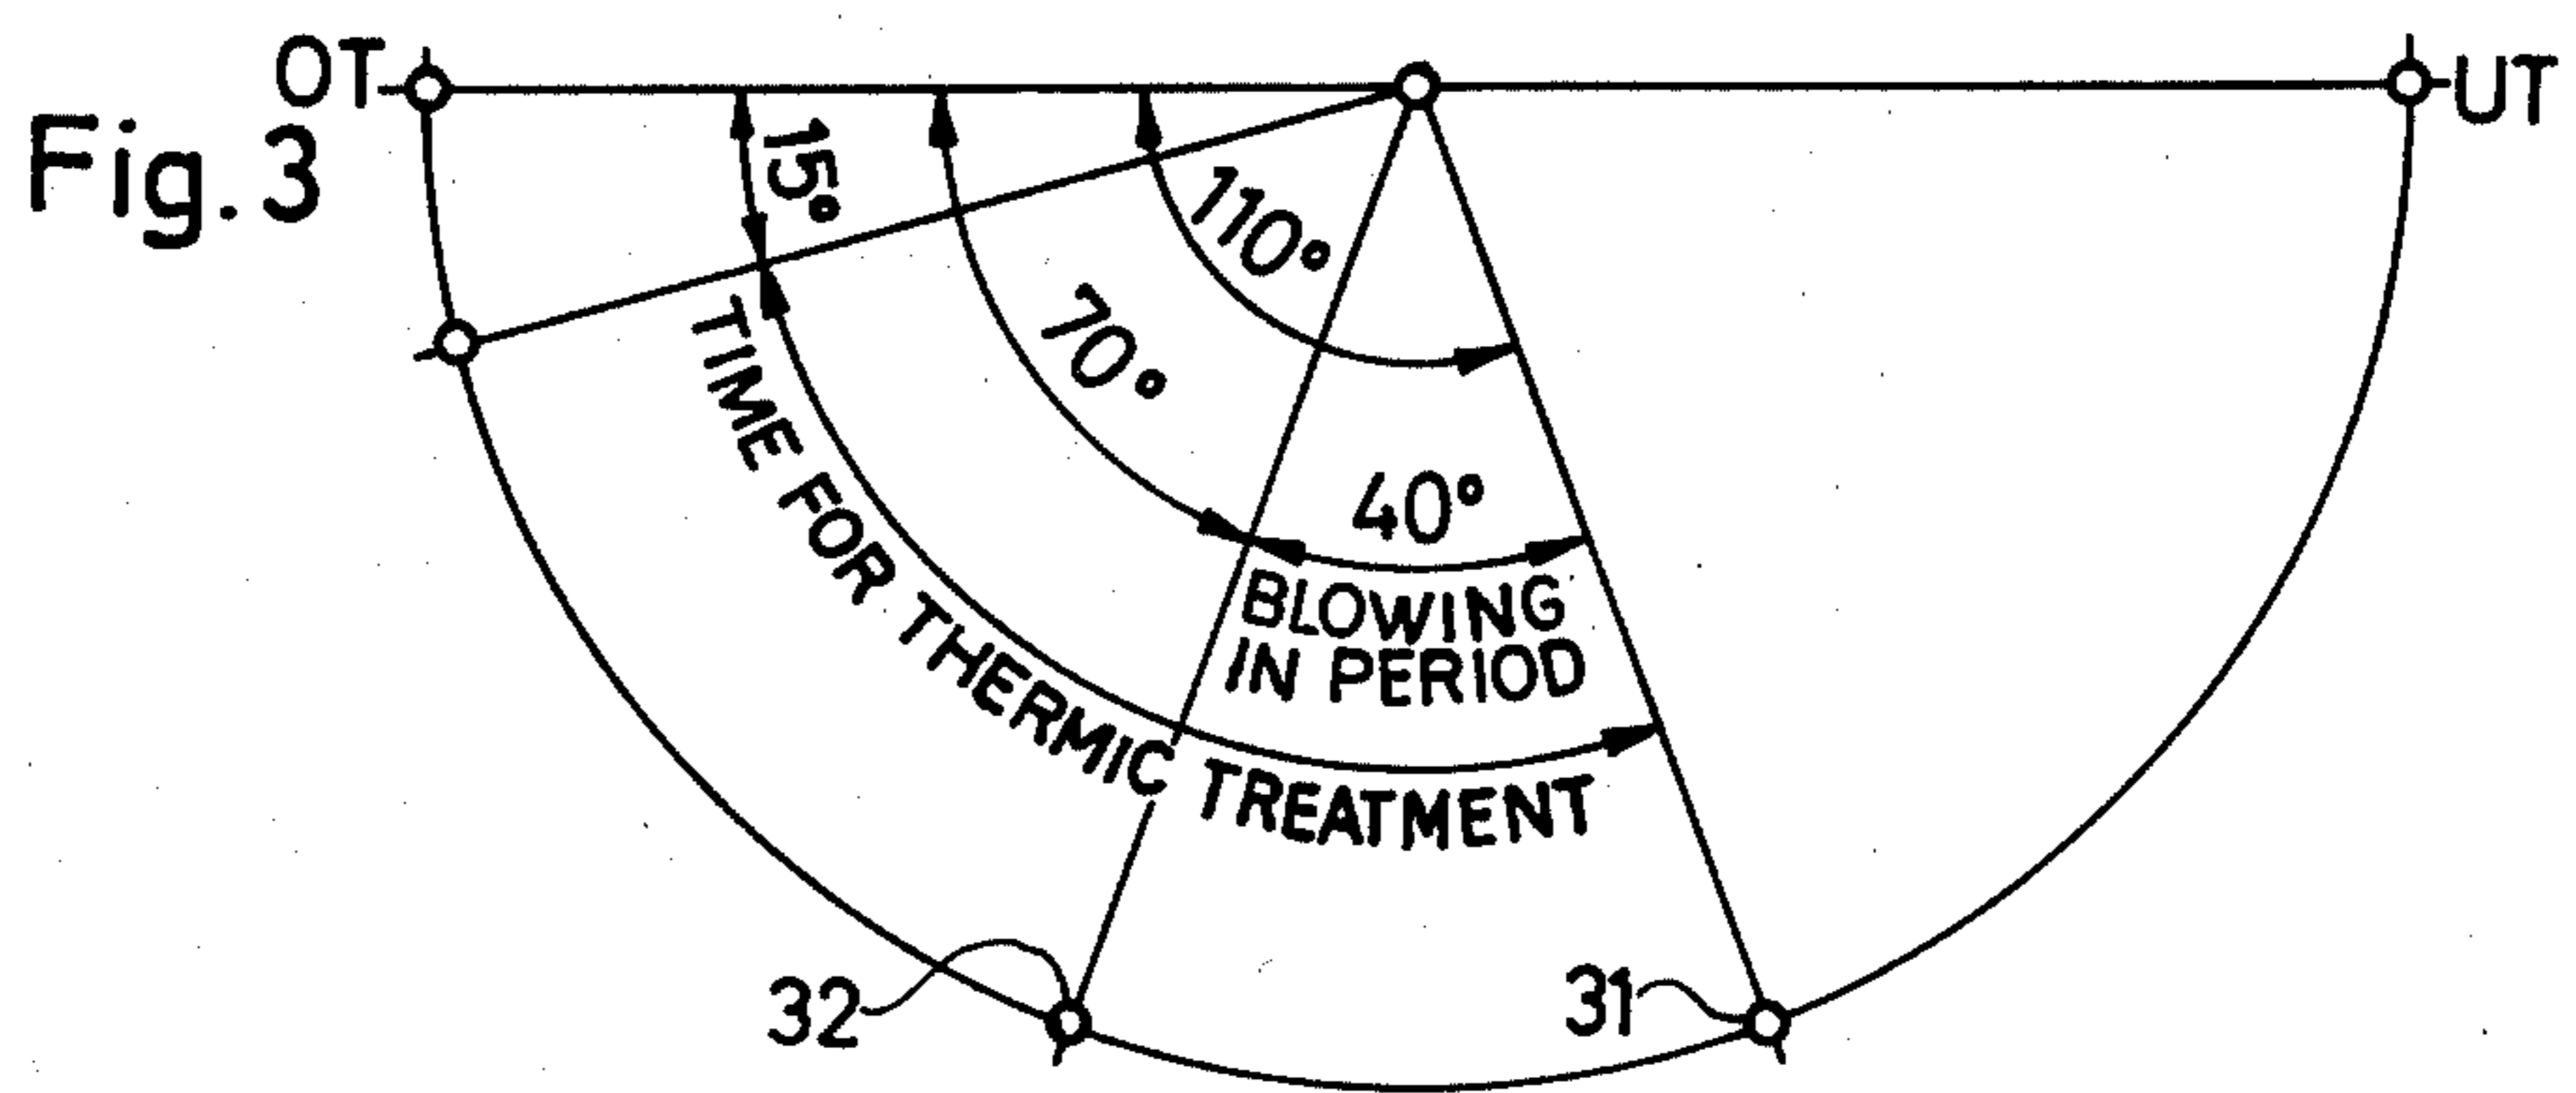 OT
UT
Fig. 3
15°
110°
70°
40°
BLOWING
IN PERIOD
TIME FOR THERMIC TREATMENT
32
31